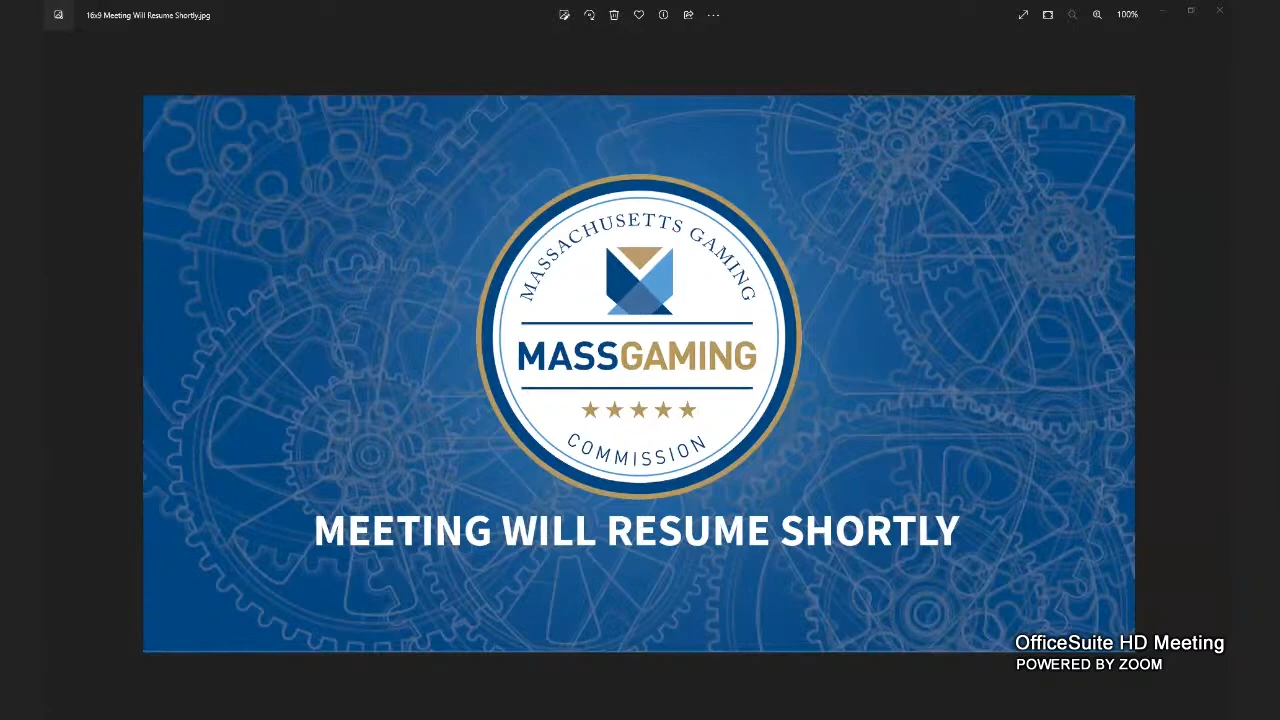 16x9 Meeting Will Resume Shortly.jpg
100%
MASSACHUSETTS GAMING
MASSGAMING
COMMISSION
MEETING WILL RESUME SHORTLY
OfficeSuite HD Meeting
POWERED BY ZOOM